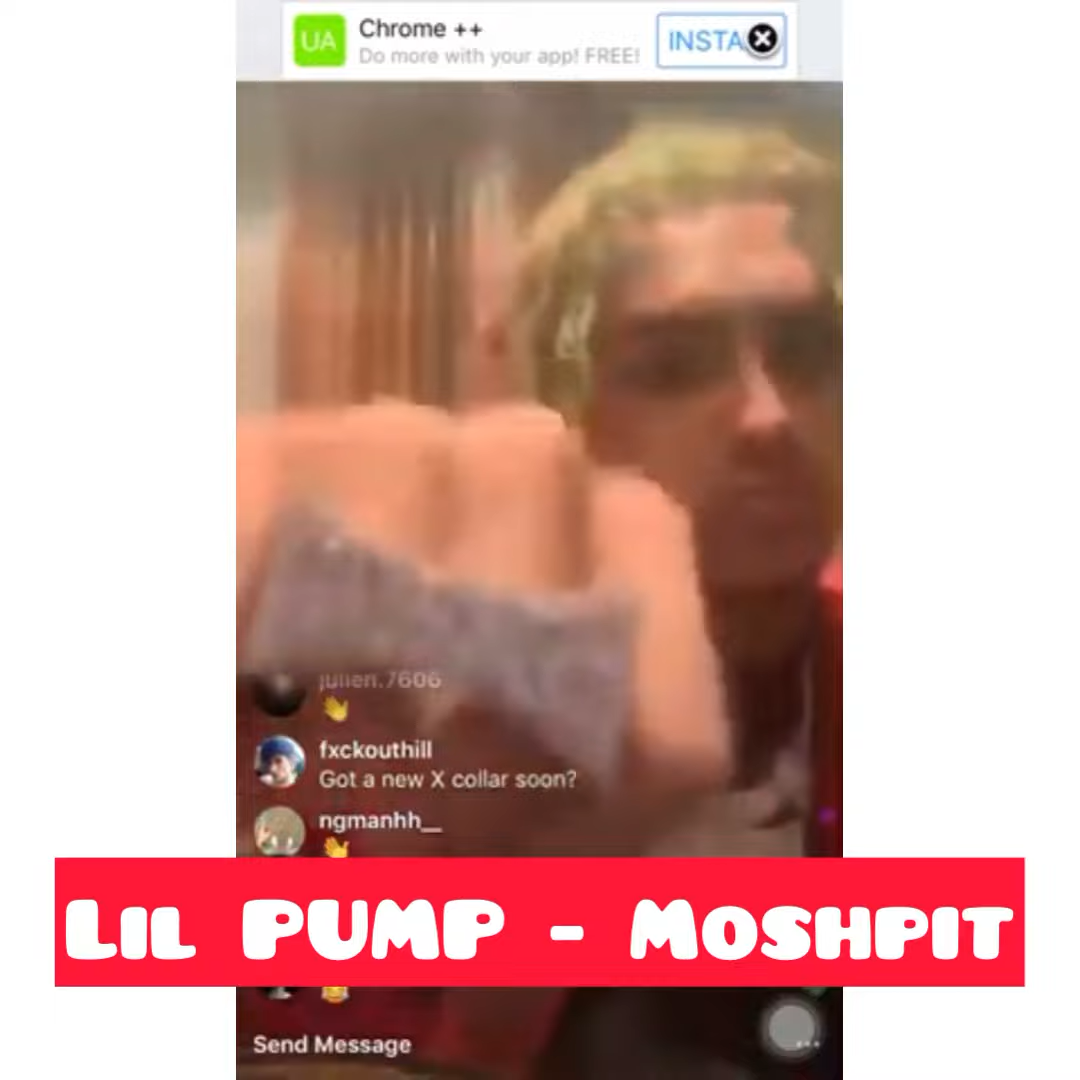 UA
Chrome ++
Do more with your app! FREE!
INSTA
julien.7606
fxckouthill
Got a new X collar soon?
ngmanhh__
LIL PUMP - MOSHPIT
Send Message